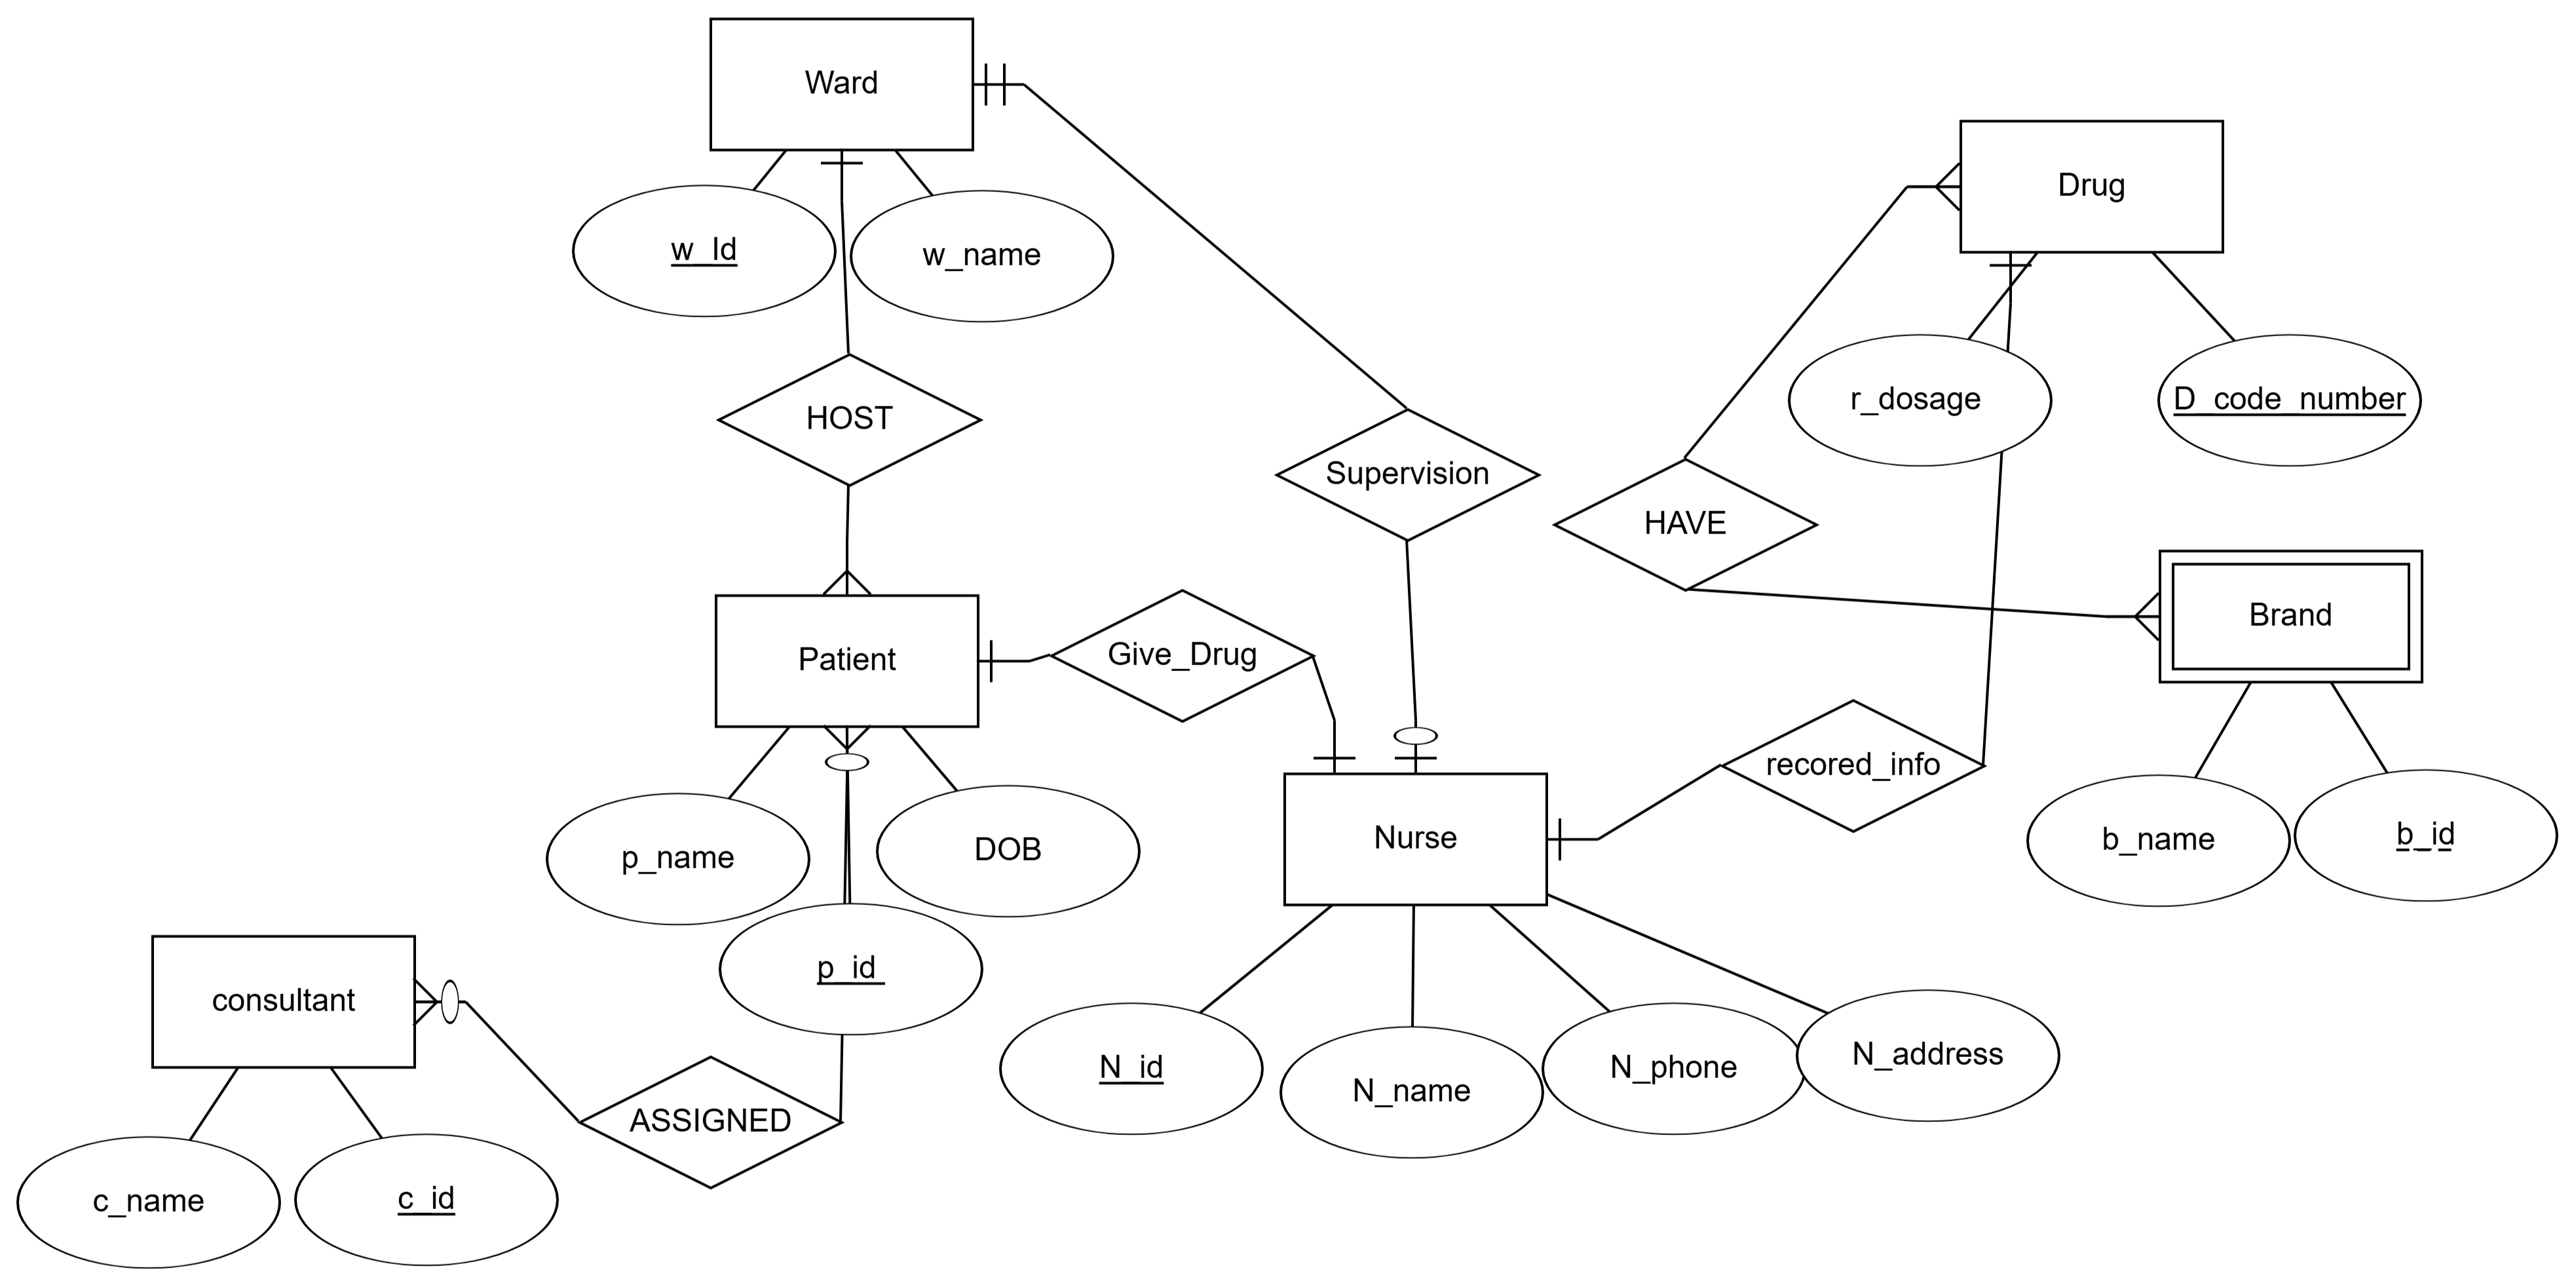 Ward
Drug
w_Id
w_name
r_dosage
D_code_number
HOST
Supervision
HAVE
Brand
Patient
Give_Drug
recored_info
Nurse
b_name
b_id
p_name
DOB
p_id
consultant
N_id
N_name
N_phone
N_address
ASSIGNED
c_name
c_id